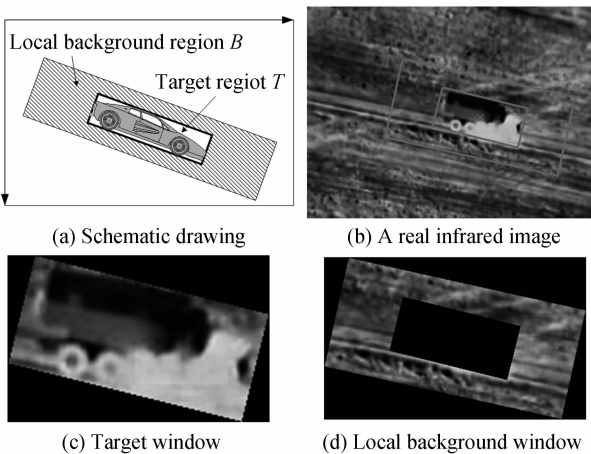 Local background region B
Target regiot T
(a) Schematic drawing
(b) A real infrared image
(c) Target window
(d) Local background window